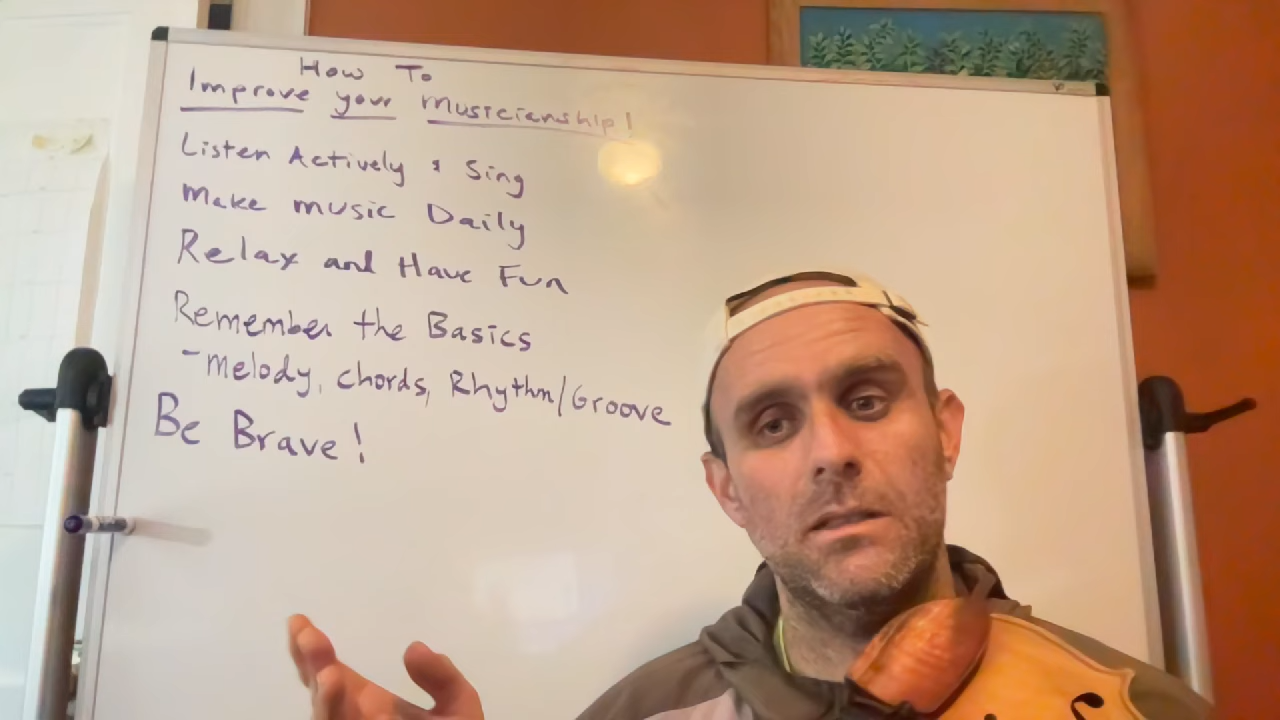 How To
Improve your Musicianship!
Listen Actively & Sing
Make music Daily
Relax and Have Fun
Remember the Basics
- Melody, chords, Rhythm/Groove
Be Brave!